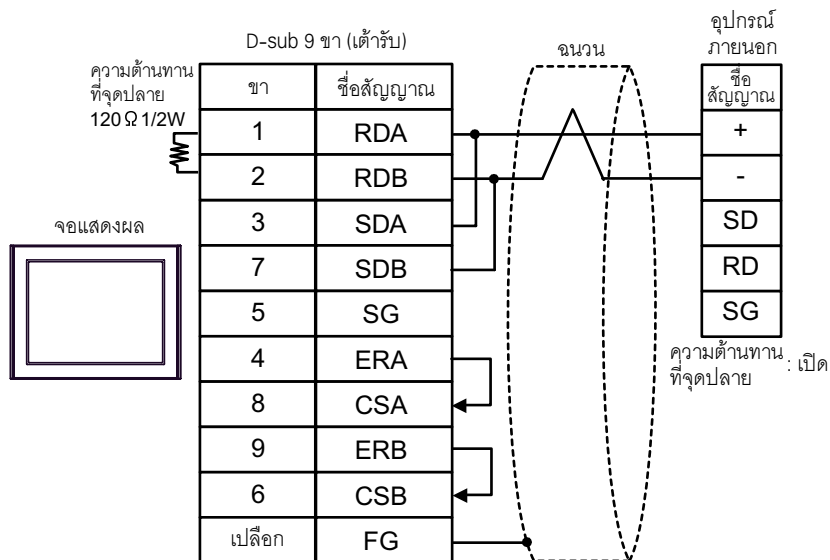 D-sub 9 ขา (เต้ารับ)
ฉนวน
อุปกรณ์
ภายนอก
ความต้านทาน
ที่จุดปลาย
120Ω 1/2W
ขา ชื่อสัญญาณ
1 RDA
2 RDB
3 SDA
7 SDB
5 SG
4 ERA
8 CSA
9 ERB
6 CSB
เปลือก FG
จอแสดงผล
ชื่อ
สัญญาณ
+
-
SD
RD
SG
ความต้านทาน
ที่จุดปลาย : เปิด